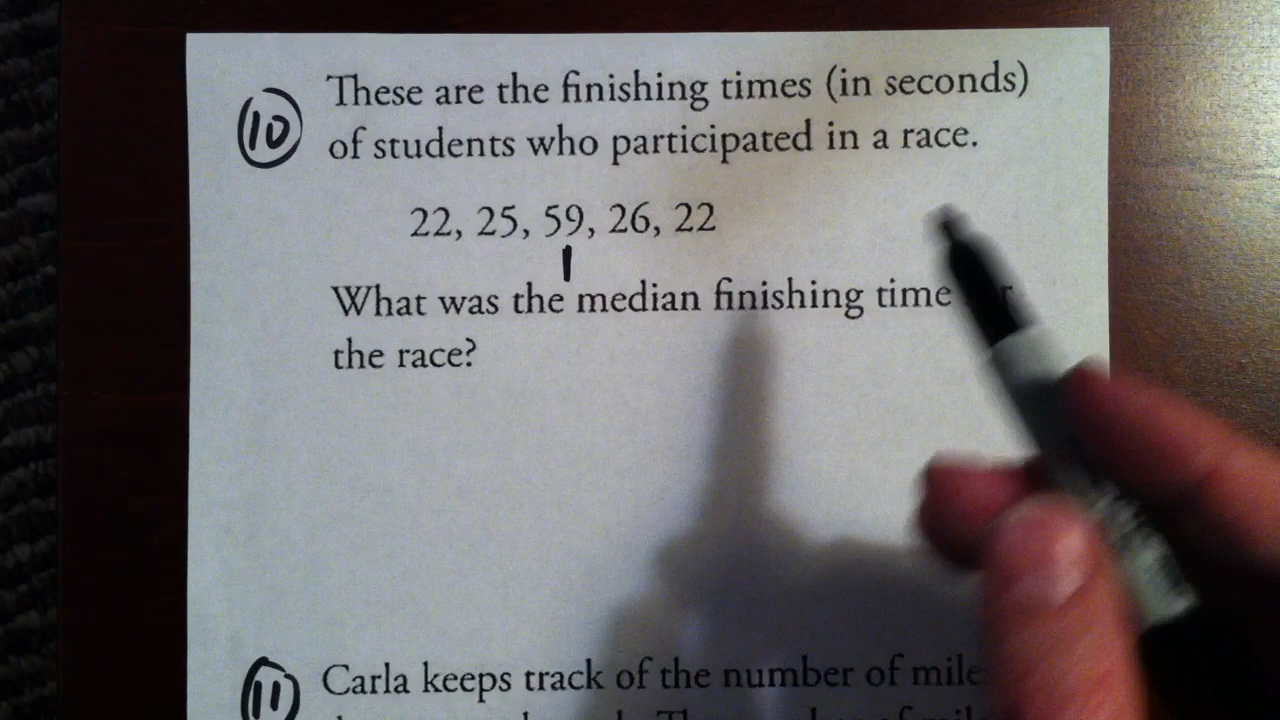 10 These are the finishing times (in seconds)
of students who participated in a race.
22, 25, 59, 26, 22
What was the median finishing time
the race?
11 Carla keeps track of the number of mile